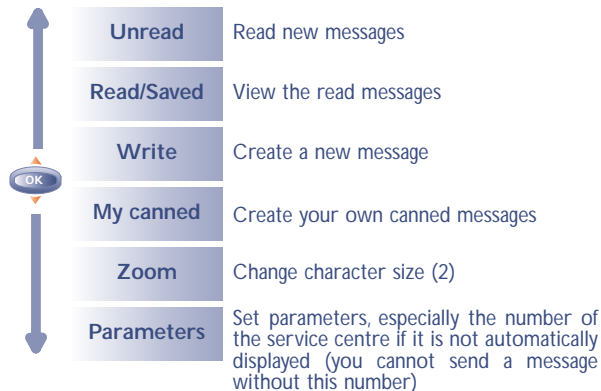 Unread Read new messages
Read/Saved View the read messages
Write Create a new message
OK
My canned Create your own canned messages
Zoom Change character size (2)
Parameters Set parameters, especially the number of
the service centre if it is not automatically
displayed (you cannot send a message
without this number)